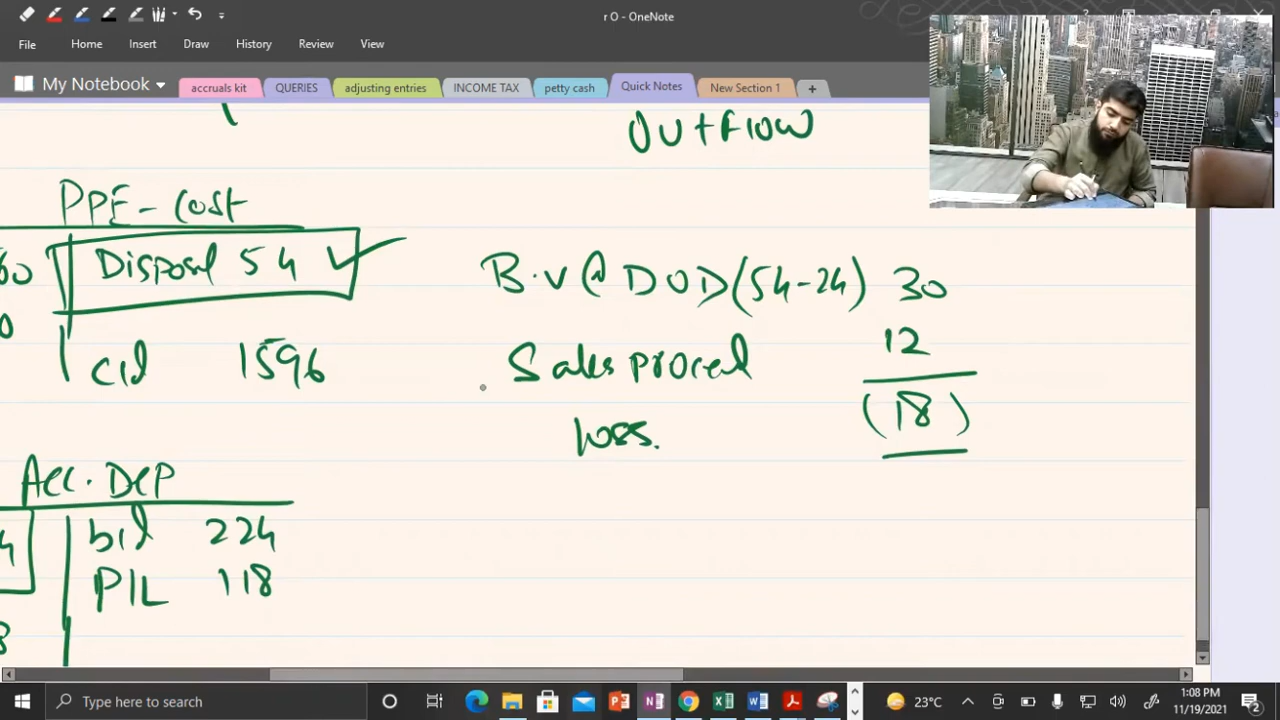 r O - OneNote
File Home Insert Draw History Review View
My Notebook
accruals kit QUERIES adjusting entries INCOMETAX petty cash Quick Notes New Section 1
OUTFLOW
PPE - Cost
Disposal 54
c/d 1596
B.V @ DOD (54-24) 30
Sales proceed 12
loss. (18)
Acc. Dep
b/d 224
P/L 118
Type here to search
23°C
1:08 PM
11/19/2021
2